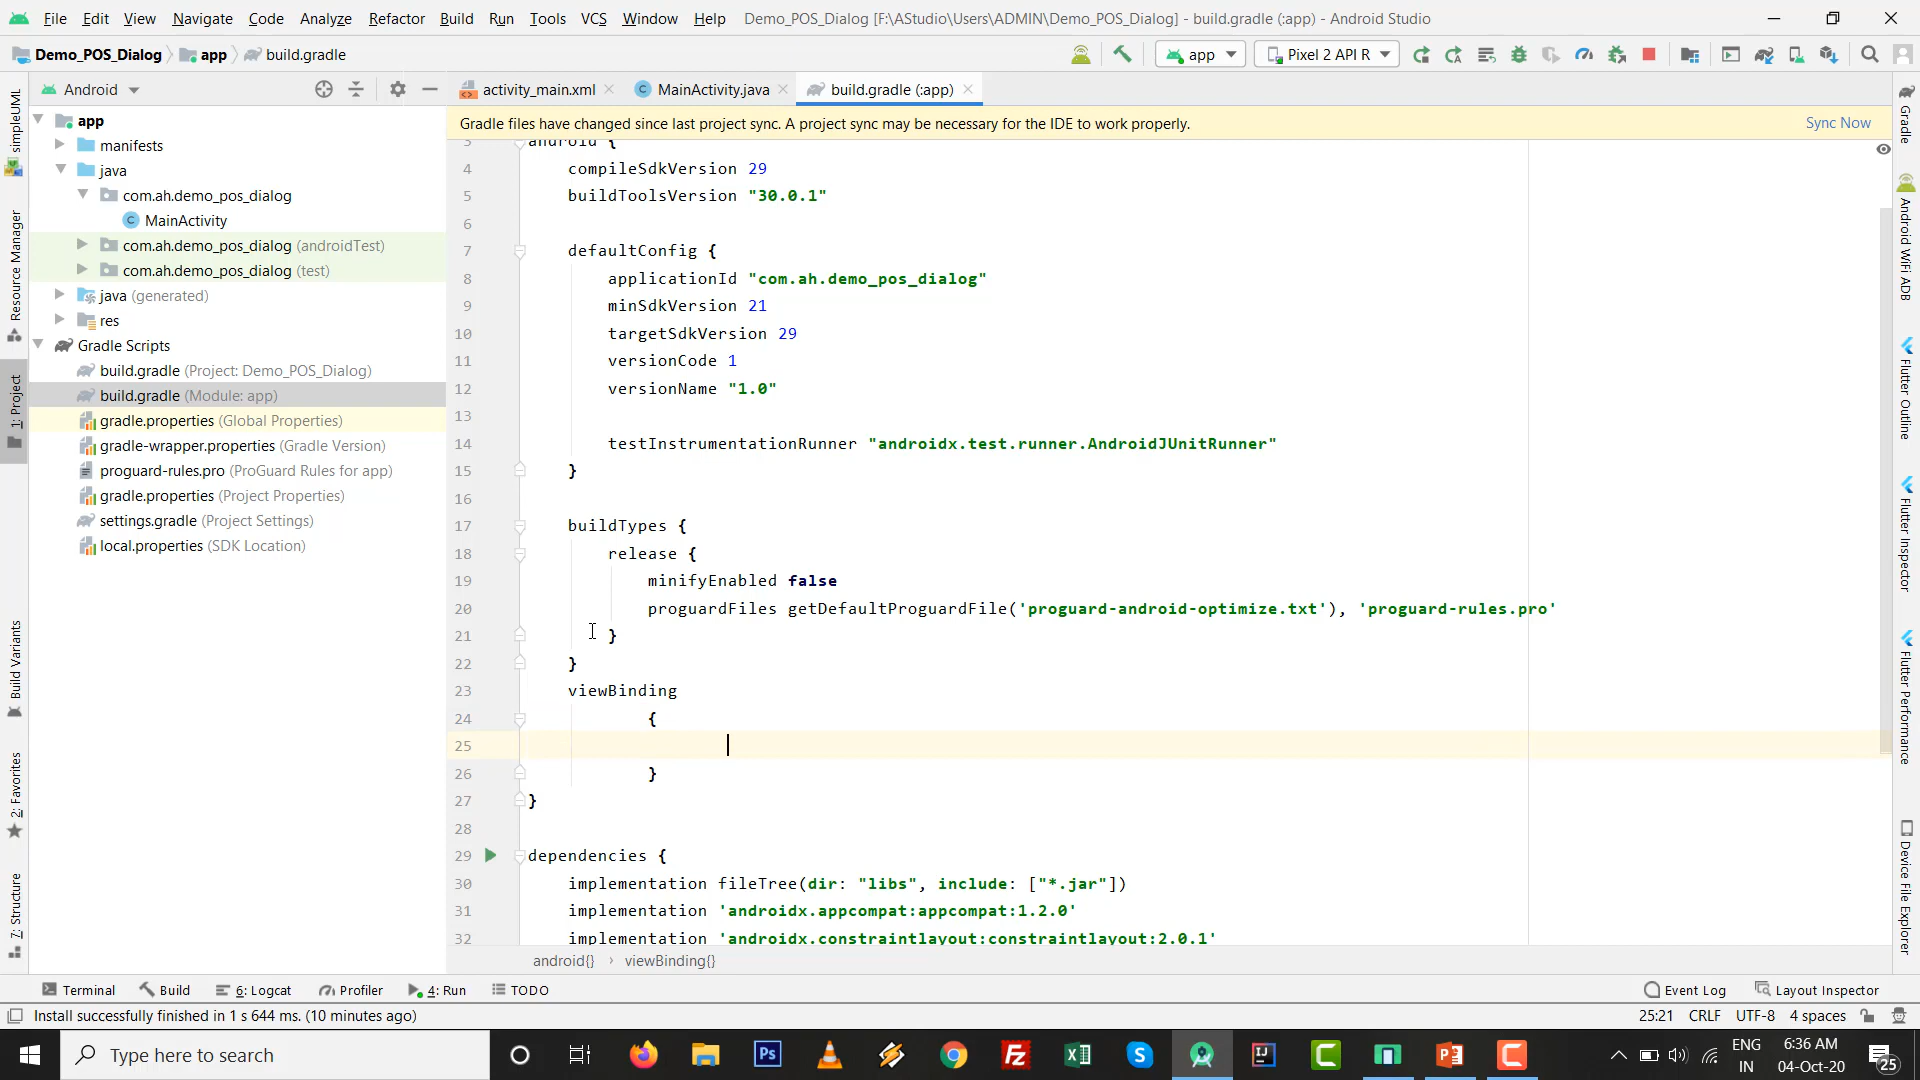 File Edit View Navigate Code Analyze Refactor Build Run Tools VCS Window Help Demo_POS_Dialog [F:\AStudio\Users\ADMIN\Demo_POS_Dialog] - build.gradle (:app) - Android Studio
Demo_POS_Dialog app build.gradle app Pixel 2 API R
Android activity_main.xml MainActivity.java build.gradle (:app)
Gradle files have changed since last project sync. A project sync may be necessary for the IDE to work properly. Sync Now
app
manifests
java
com.ah.demo_pos_dialog
MainActivity
com.ah.demo_pos_dialog (androidTest)
com.ah.demo_pos_dialog (test)
java (generated)
res
Gradle Scripts
build.gradle (Project: Demo_POS_Dialog)
build.gradle (Module: app)
gradle.properties (Global Properties)
gradle-wrapper.properties (Gradle Version)
proguard-rules.pro (ProGuard Rules for app)
gradle.properties (Project Properties)
settings.gradle (Project Settings)
local.properties (SDK Location)
3 android {
4 compileSdkVersion 29
5 buildToolsVersion "30.0.1"
6
7 defaultConfig {
8 applicationId "com.ah.demo_pos_dialog"
9 minSdkVersion 21
10 targetSdkVersion 29
11 versionCode 1
12 versionName "1.0"
13
14 testInstrumentationRunner "androidx.test.runner.AndroidJUnitRunner"
15 }
16
17 buildTypes {
18 release {
19 minifyEnabled false
20 proguardFiles getDefaultProguardFile('proguard-android-optimize.txt'), 'proguard-rules.pro'
21 }
22 }
23 viewBinding
24 {
25
26 }
27 }
28
29 dependencies {
30 implementation fileTree(dir: "libs", include: ["*.jar"])
31 implementation 'androidx.appcompat:appcompat:1.2.0'
32 implementation 'androidx.constraintlayout:constraintlayout:2.0.1'
android{} › viewBinding{}
simpleUML
Resource Manager
1: Project
Build Variants
2: Favorites
7: Structure
Gradle
Android WiFi ADB
Flutter Outline
Flutter Inspector
Flutter Performance
Device File Explorer
Terminal Build 6: Logcat Profiler 4: Run TODO Event Log Layout Inspector
Install successfully finished in 1 s 644 ms. (10 minutes ago) 25:21 CRLF UTF-8 4 spaces
Type here to search ENG 6:36 AM
IN 04-Oct-20 25